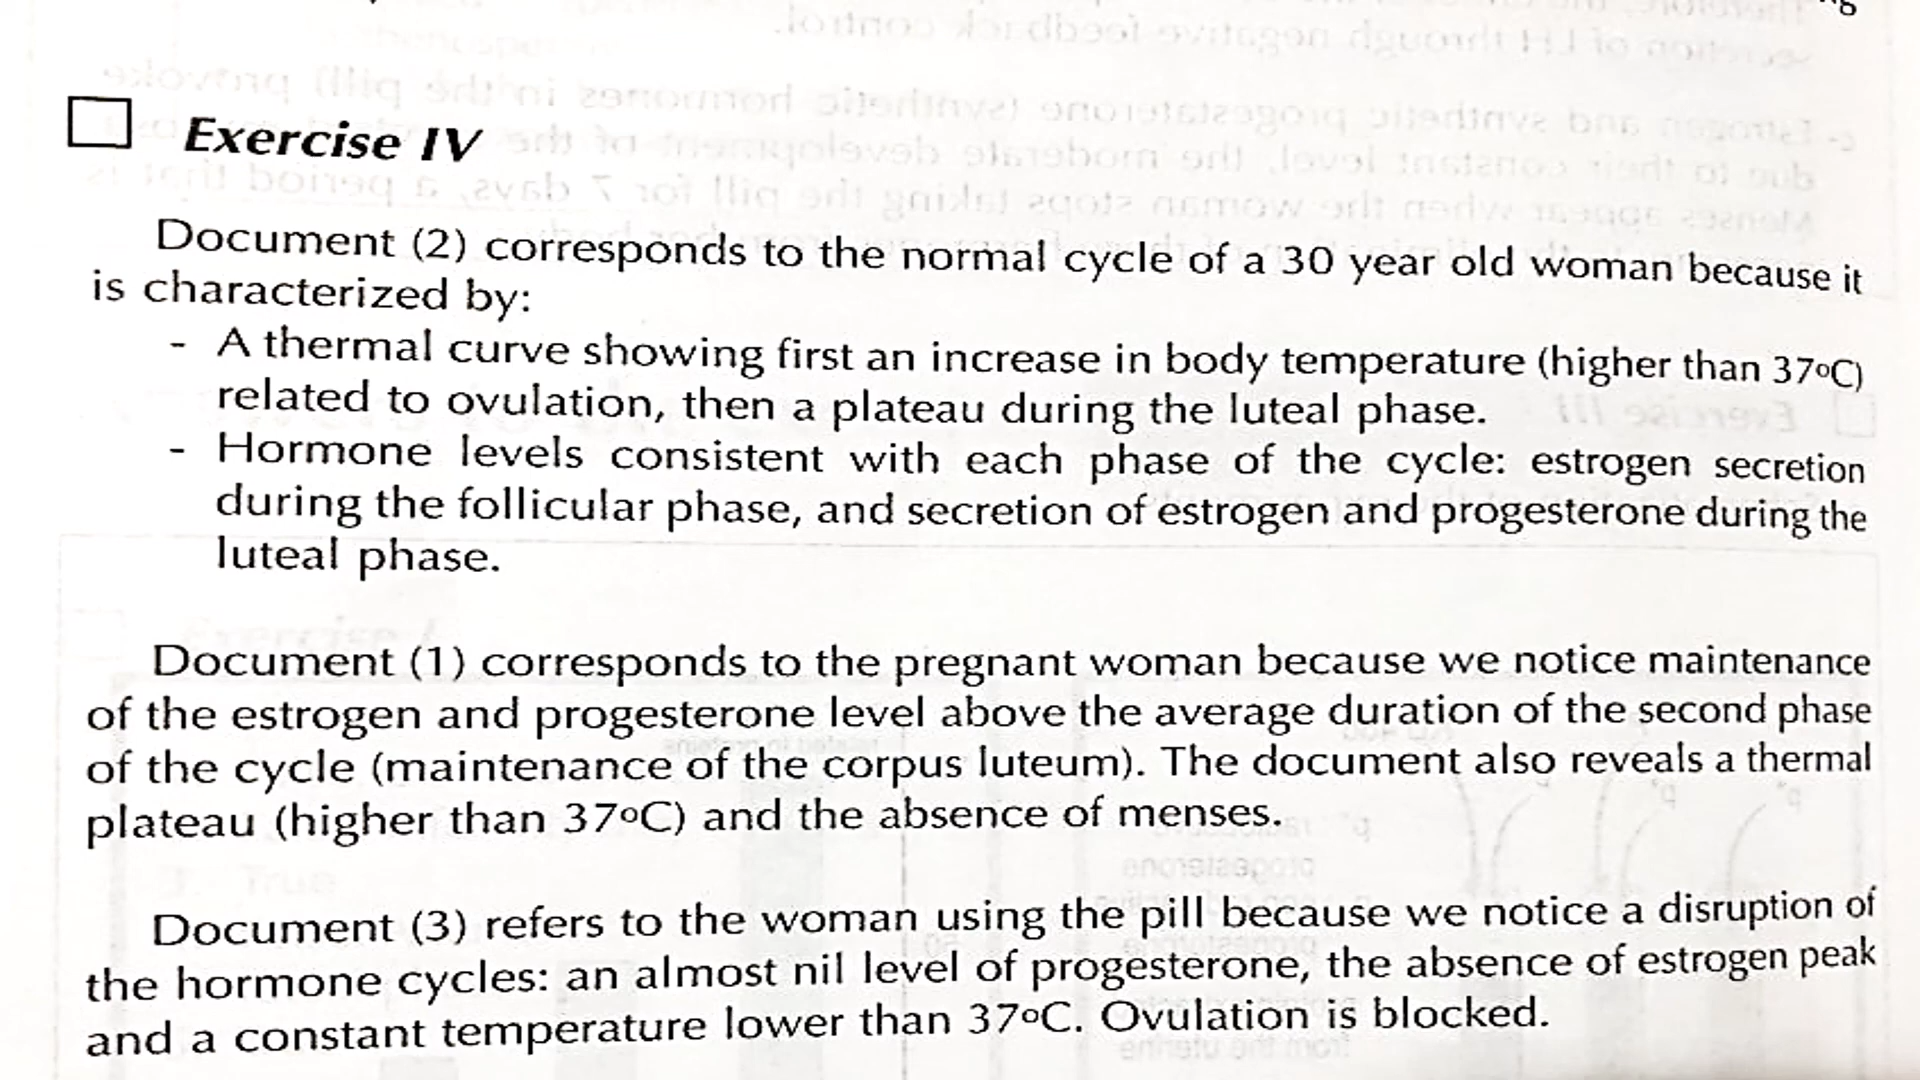 Exercise IV
Document (2) corresponds to the normal cycle of a 30 year old woman because it
is characterized by:
- A thermal curve showing first an increase in body temperature (higher than 37ºC)
related to ovulation, then a plateau during the luteal phase.
- Hormone levels consistent with each phase of the cycle: estrogen secretion
during the follicular phase, and secretion of estrogen and progesterone during the
luteal phase.
Document (1) corresponds to the pregnant woman because we notice maintenance
of the estrogen and progesterone level above the average duration of the second phase
of the cycle (maintenance of the corpus luteum). The document also reveals a thermal
plateau (higher than 37ºC) and the absence of menses.
Document (3) refers to the woman using the pill because we notice a disruption of
the hormone cycles: an almost nil level of progesterone, the absence of estrogen peak
and a constant temperature lower than 37ºC. Ovulation is blocked.